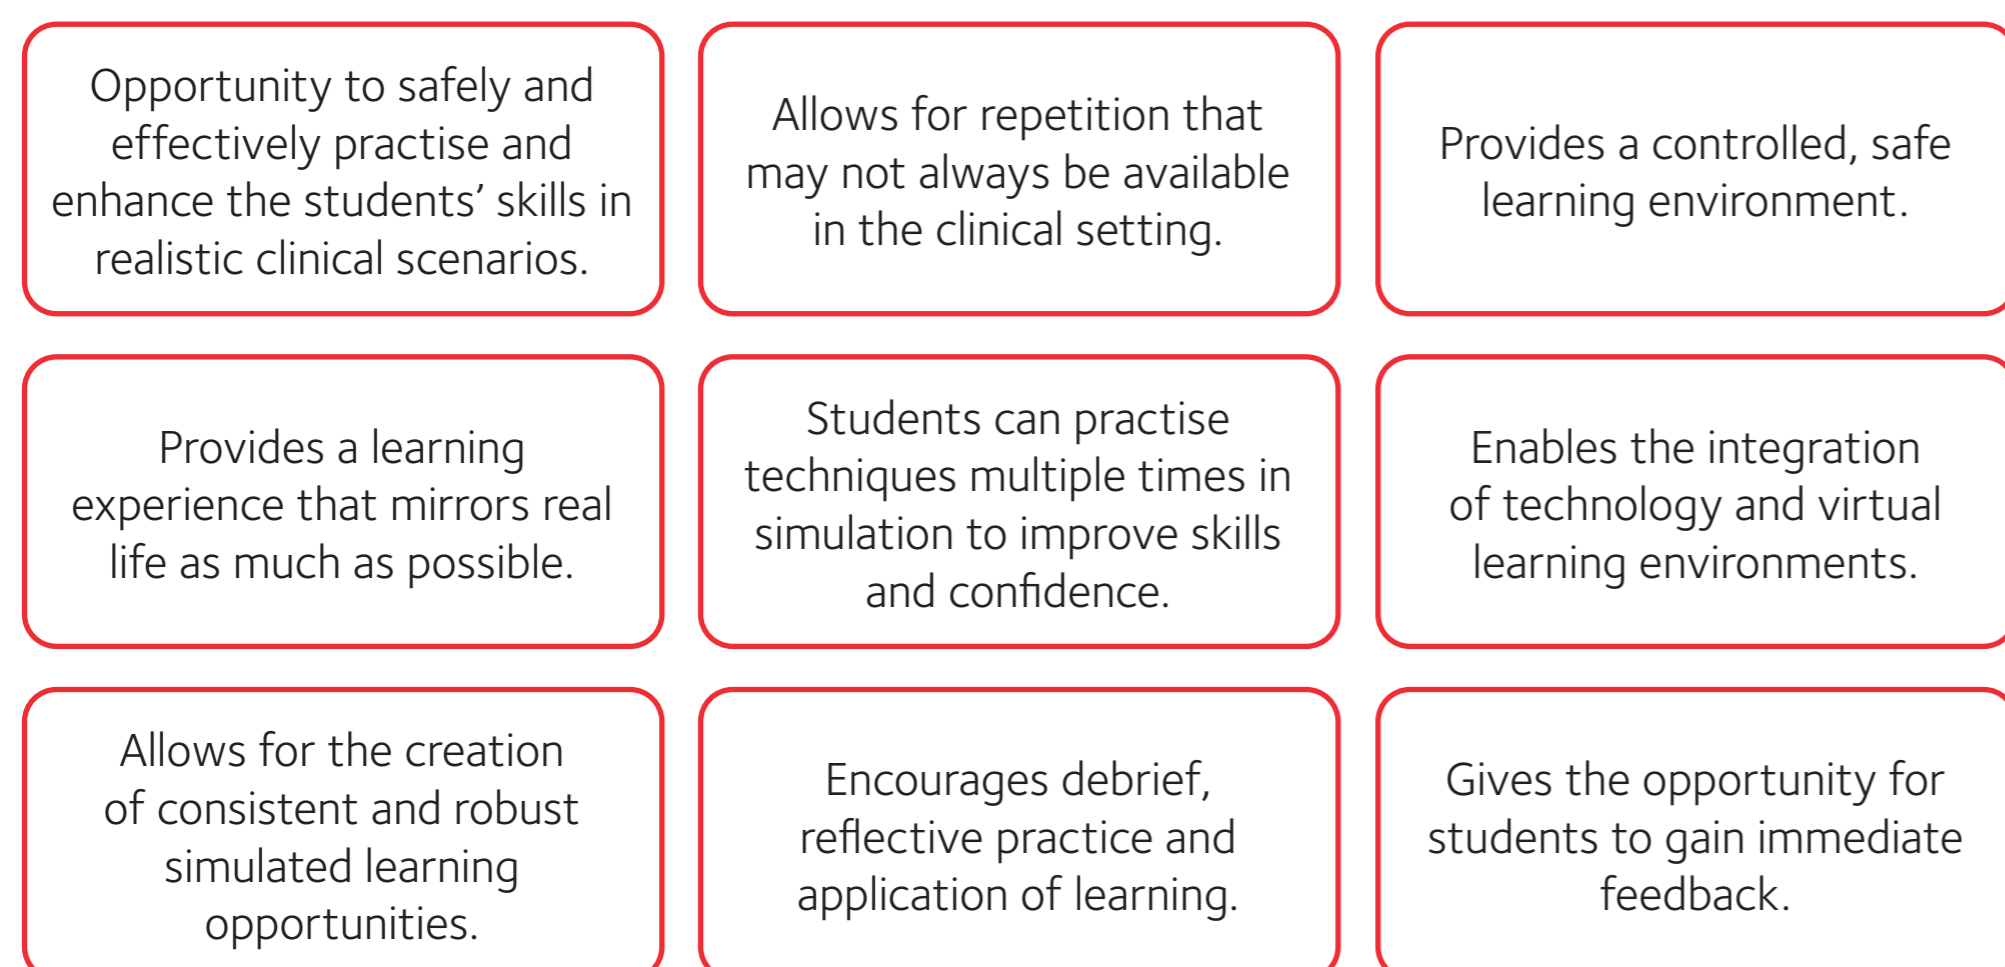 Opportunity to safely and
effectively practise and
enhance the students’ skills in
realistic clinical scenarios.
Allows for repetition that
may not always be available
in the clinical setting.
Provides a controlled, safe
learning environment.
Provides a learning
experience that mirrors real
life as much as possible.
Students can practise
techniques multiple times in
simulation to improve skills
and confidence.
Enables the integration
of technology and virtual
learning environments.
Allows for the creation
of consistent and robust
simulated learning
opportunities.
Encourages debrief,
reflective practice and
application of learning.
Gives the opportunity for
students to gain immediate
feedback.